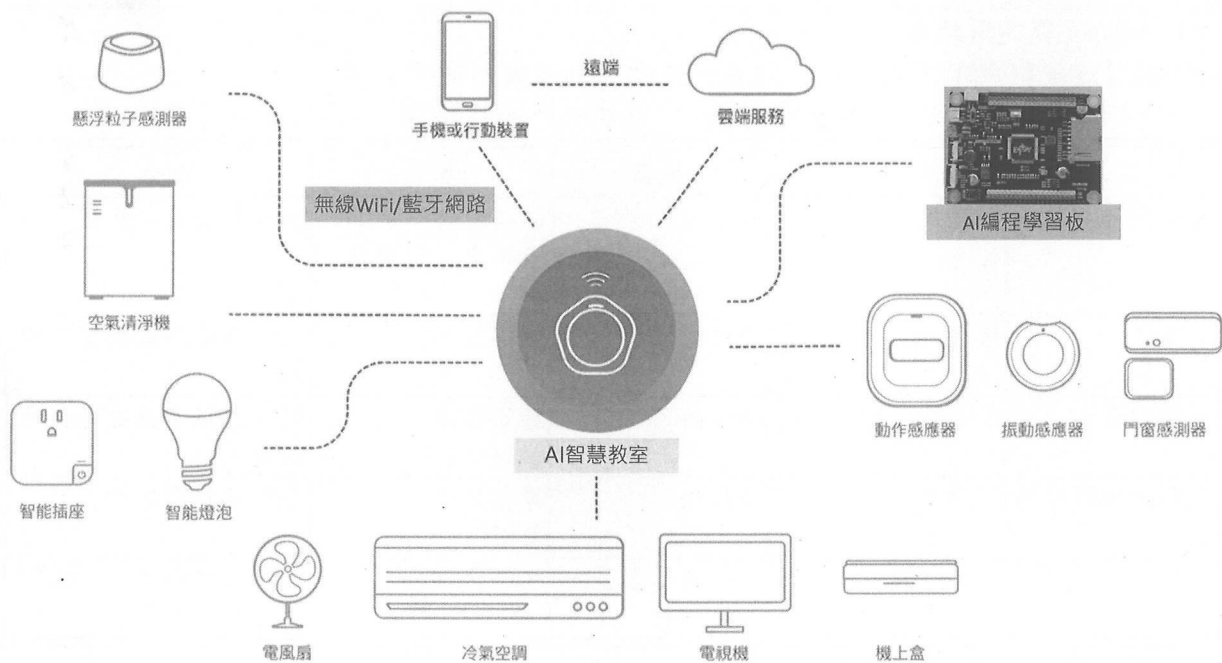 懸浮粒子感測器
手機或行動裝置
遠端
雲端服務
AI編程學習板
無線WiFi/藍牙網路
空氣清淨機
動作感應器
振動感應器
門窗感測器
AI智慧教室
智能插座
智能燈泡
電風扇
冷氣空調
電視機
機上盒